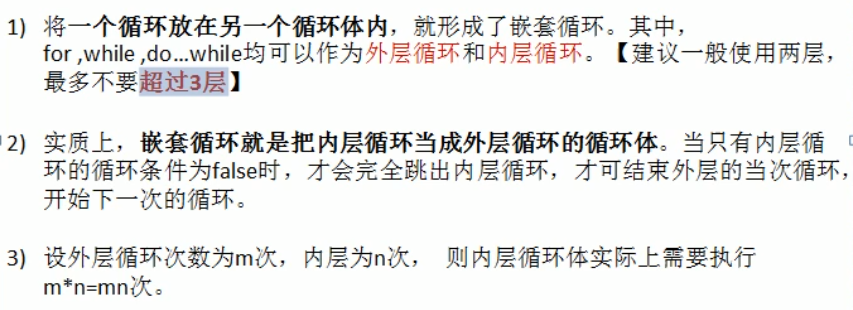 1) 将一个循环放在另一个循环体内，就形成了嵌套循环。其中，
for ,while ,do…while均可以作为外层循环和内层循环。【建议一般使用两层，
最多不要超过3层】
2) 实质上，嵌套循环就是把内层循环当成外层循环的循环体。当只有内层循
环的循环条件为false时，才会完全跳出内层循环，才可结束外层的当次循环，
开始下一次的循环。
3) 设外层循环次数为m次，内层为n次， 则内层循环体实际上需要执行
m*n=mn次。